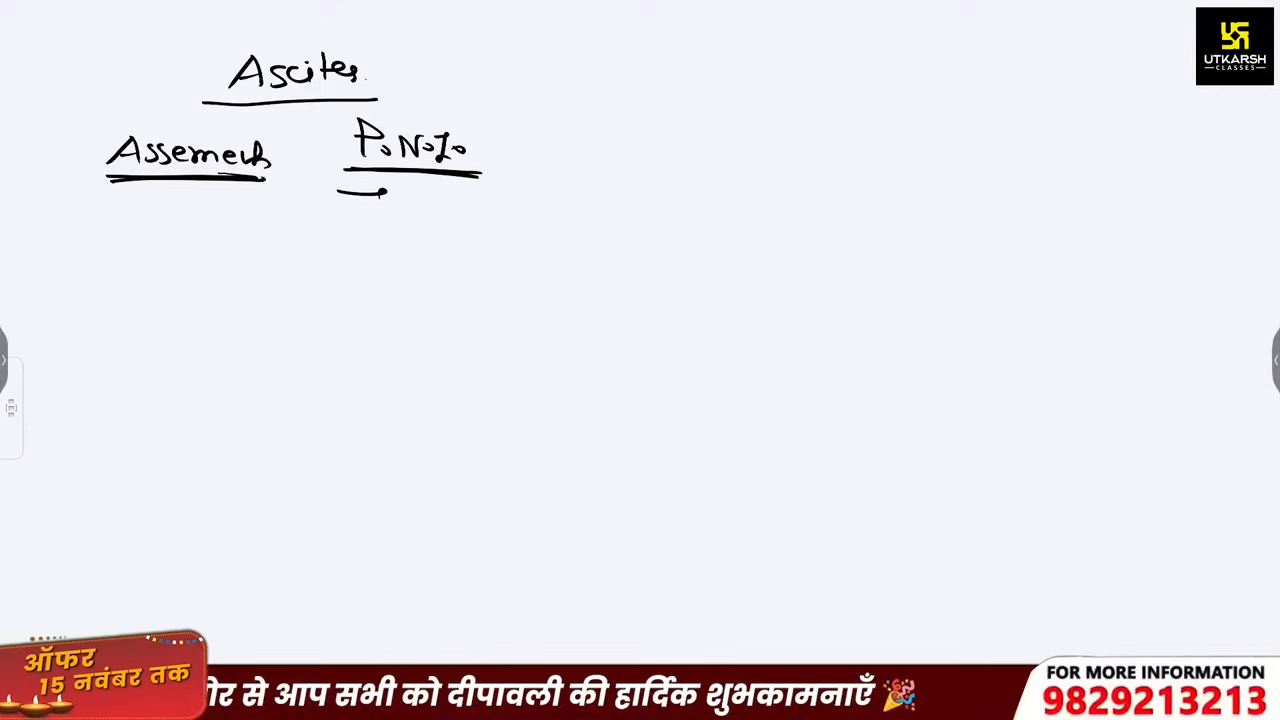 Ascites
UTKARSH
CLASSES
Assement P.N.I.
ऑफर
15 नवंबर तक
ोर से आप सभी को दीपावली की हार्दिक शुभकामनाएँ 🎉
FOR MORE INFORMATION
9829213213